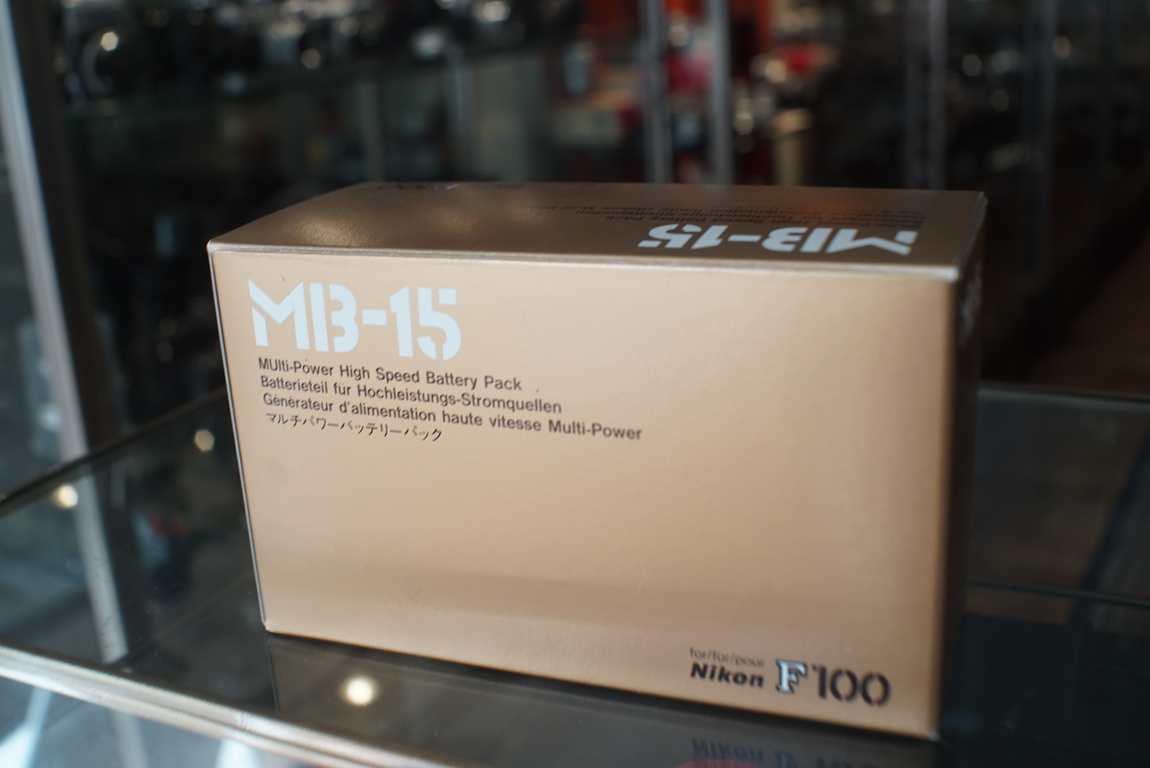 MB-15
MB-15
MUlti-Power High Speed Battery Pack
Batterieteil für Hochleistungs-Stromquellen
Générateur d'alimentation haute vitesse Multi-Power
マルチパワーバッテリーパック
for/für/pour
Nikon F100